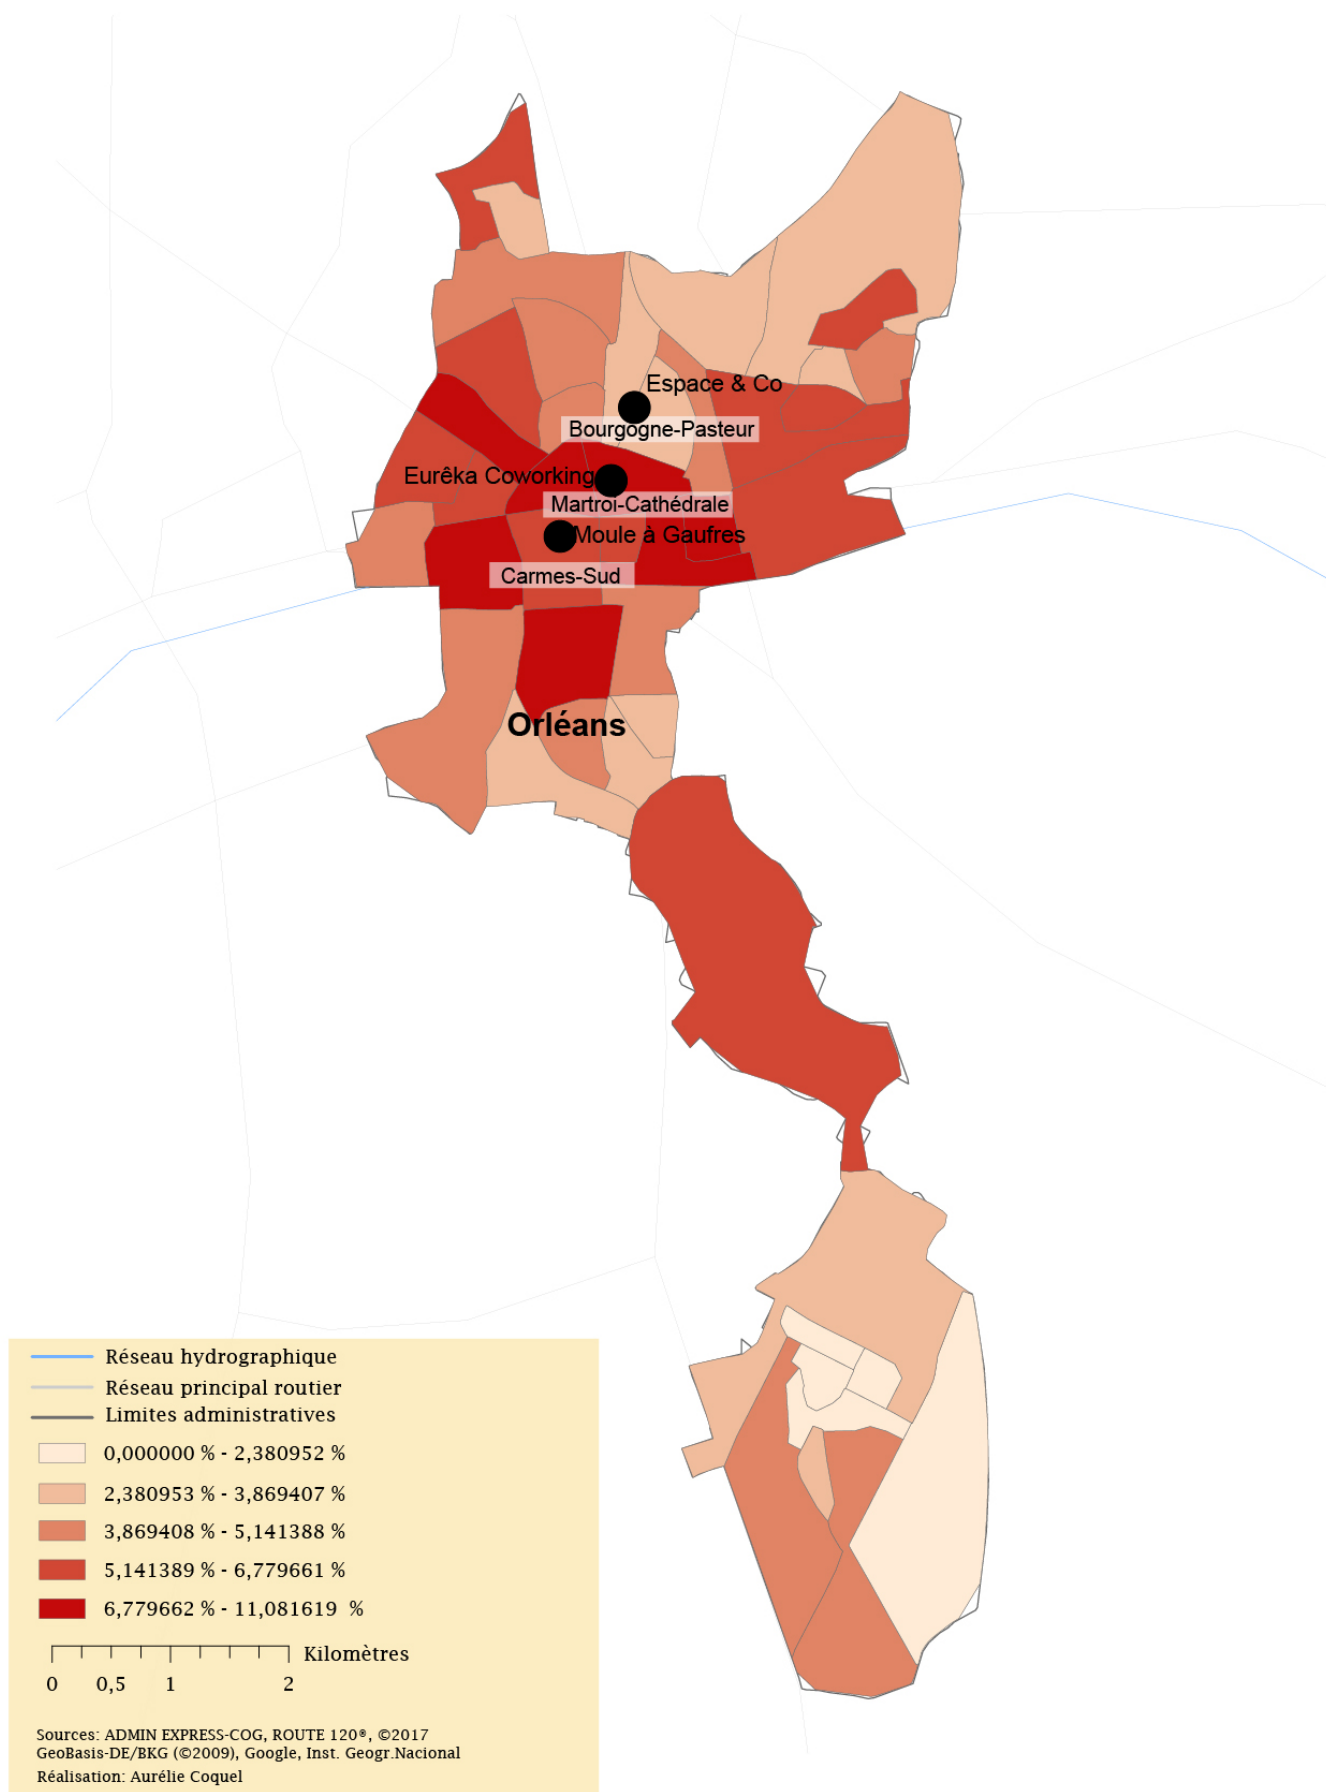 Espace & Co
Bourgogne-Pasteur
Eurêka Coworking
Martroi-Cathédrale
Moule à Gaufres
Carmes-Sud
Orléans
Réseau hydrographique
Réseau principal routier
Limites administratives
0,000000 % - 2,380952 %
2,380953 % - 3,869407 %
3,869408 % - 5,141388 %
5,141389 % - 6,779661 %
6,779662 % - 11,081619 %
Kilomètres
0 0,5 1 2
Sources: ADMIN EXPRESS-COG, ROUTE 120®, ©2017
GeoBasis-DE/BKG (©2009), Google, Inst. Geogr.Nacional
Réalisation: Aurélie Coquel